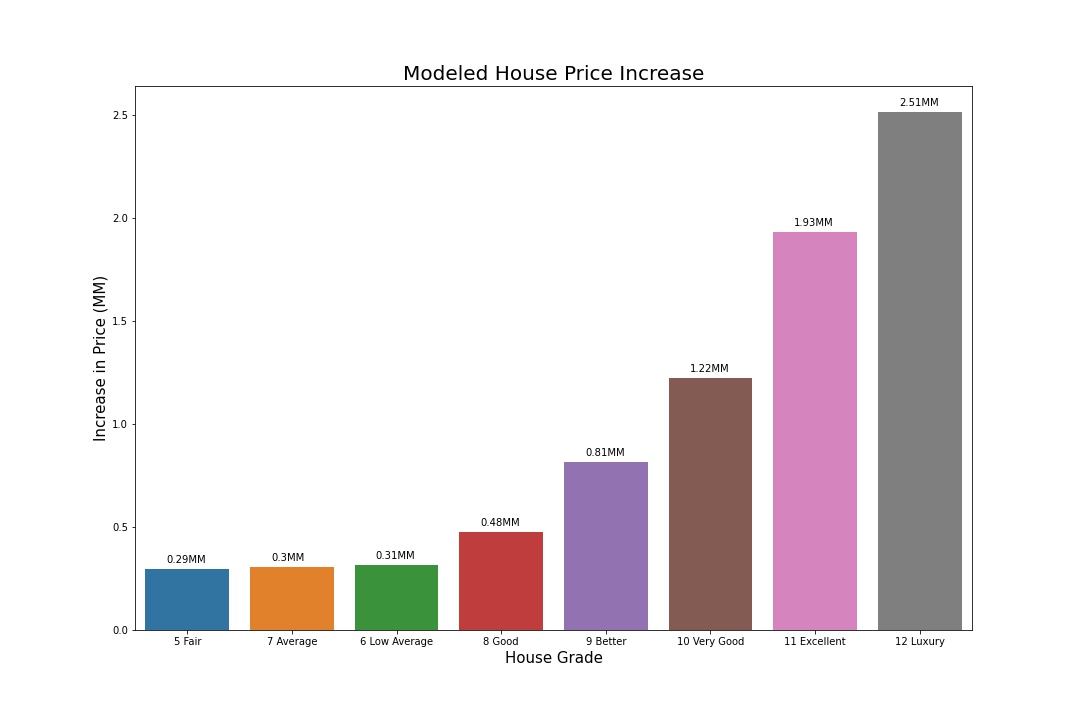 Modeled House Price Increase
Increase in Price (MM)
2.5
2.0
1.5
1.0
0.5
0.0
0.29MM
0.3MM
0.31MM
0.48MM
0.81MM
1.22MM
1.93MM
2.51MM
5 Fair
7 Average
6 Low Average
8 Good
9 Better
10 Very Good
11 Excellent
12 Luxury
House Grade